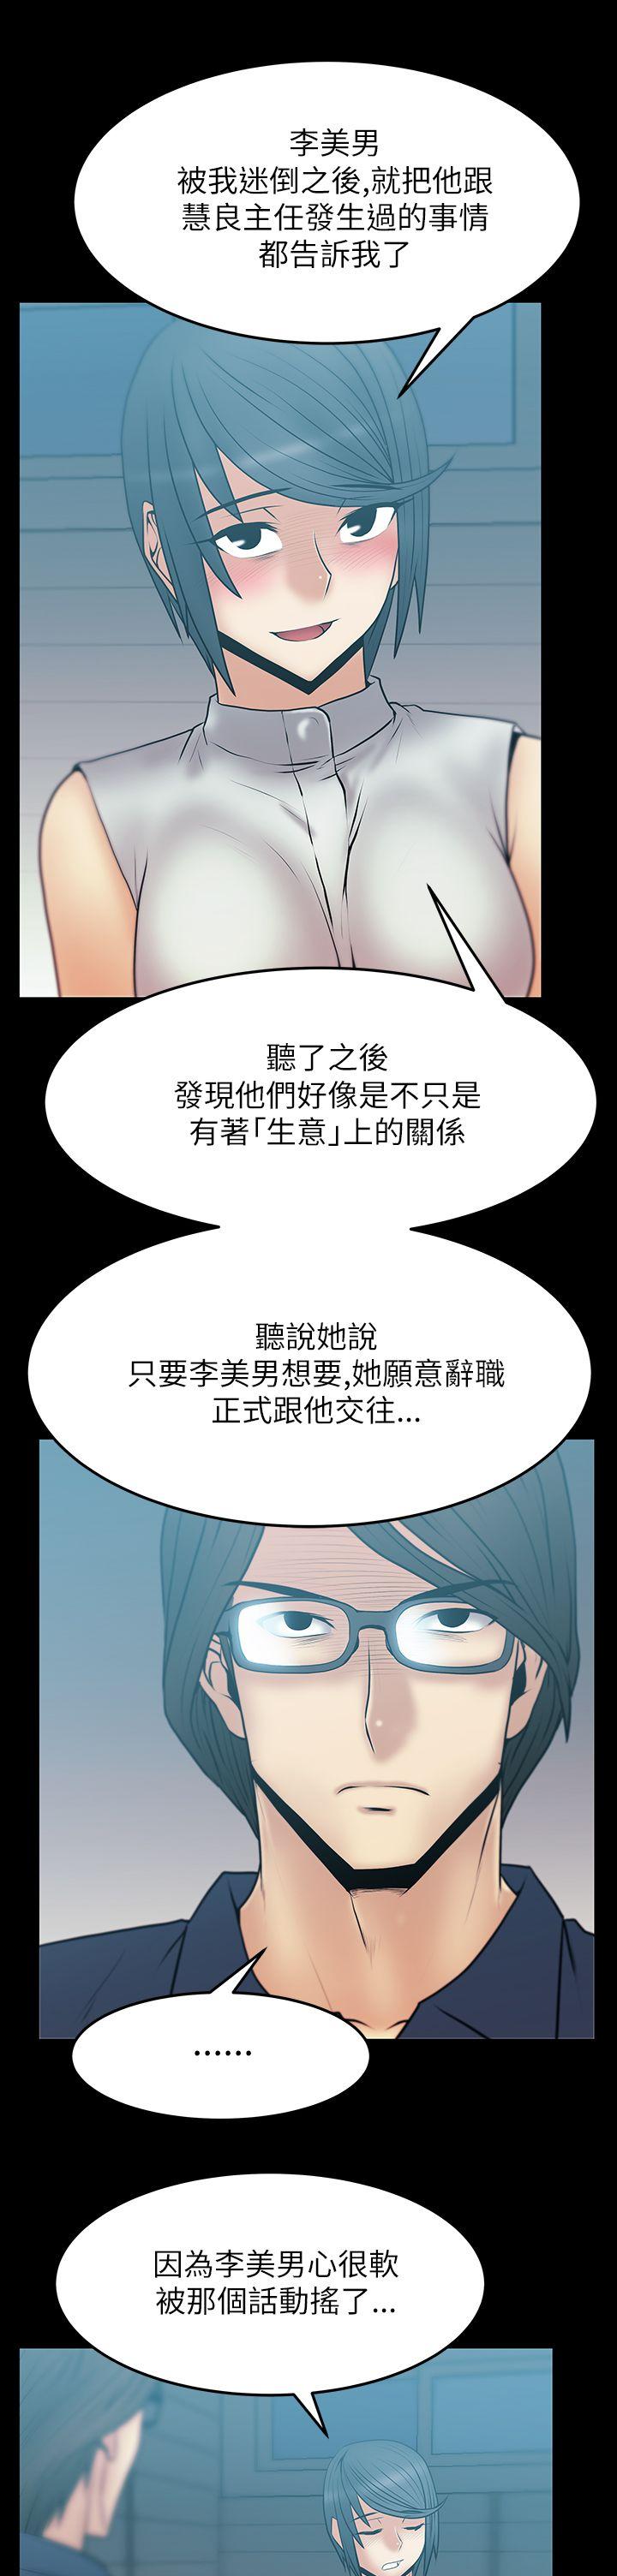 李美男
被我迷倒之後,就把他跟
慧良主任發生過的事情
都告訴我了
聽了之後
發現他們好像是不只是
有著「生意」上的關係
聽說她說
只要李美男想要,她願意辭職
正式跟他交往...
......
因為李美男心很軟
被那個話動搖了...